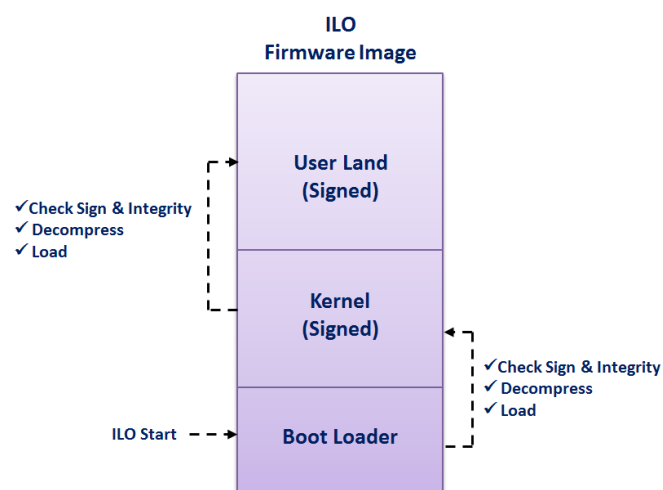 ILO
Firmware Image
User Land
(Signed)
✓Check Sign & Integrity
✓ Decompress
✓ Load
Kernel
(Signed)
✓Check Sign & Integrity
✓ Decompress
✓ Load
ILO Start
Boot Loader